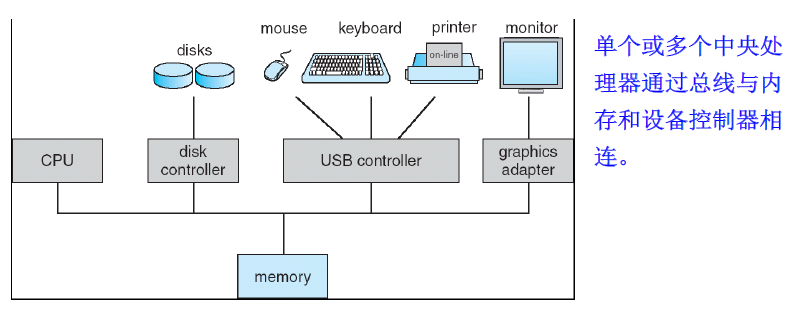 mouse keyboard printer monitor
disks
on-line
单个或多个中央处
理器通过总线与内
存和设备控制器相
连。
CPU
disk
controller
USB controller
graphics
adapter
memory